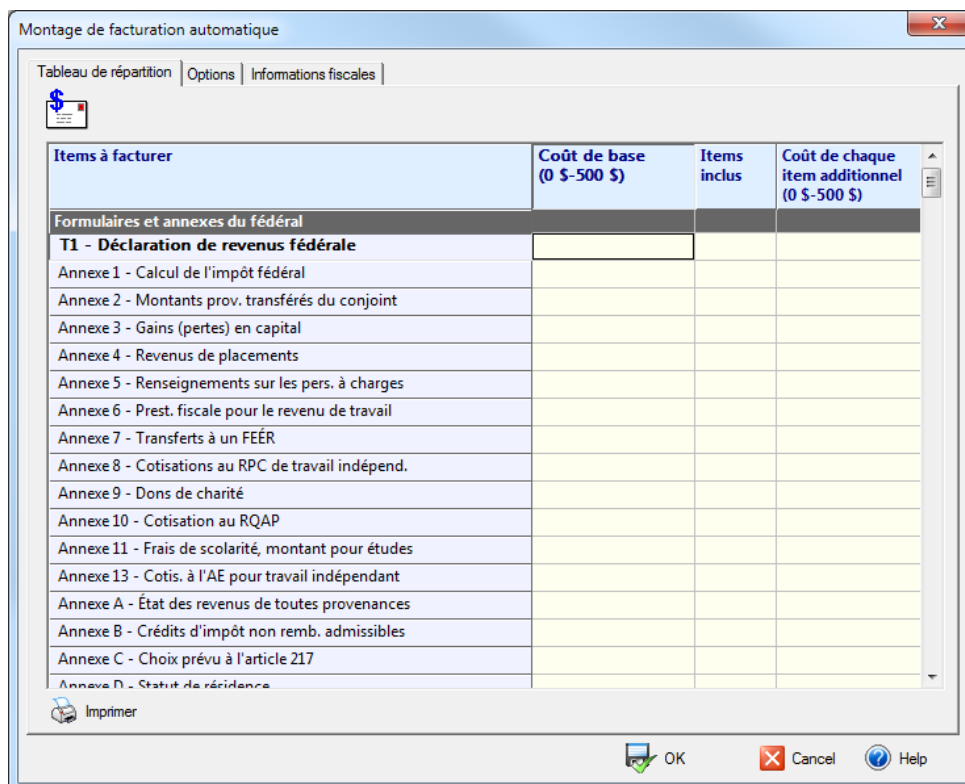 Montage de facturation automatique
Tableau de répartition Options Informations fiscales
Items à facturer
Coût de base
(0 $-500 $)
Items
inclus
Coût de chaque
item additionnel
(0 $-500 $)
Formulaires et annexes du fédéral
T1 - Déclaration de revenus fédérale
Annexe 1 - Calcul de l'impôt fédéral
Annexe 2 - Montants prov. transférés du conjoint
Annexe 3 - Gains (pertes) en capital
Annexe 4 - Revenus de placements
Annexe 5 - Renseignements sur les pers. à charges
Annexe 6 - Prest. fiscale pour le revenu de travail
Annexe 7 - Transferts à un FEÉR
Annexe 8 - Cotisations au RPC de travail indépend.
Annexe 9 - Dons de charité
Annexe 10 - Cotisation au RQAP
Annexe 11 - Frais de scolarité, montant pour études
Annexe 13 - Cotis. à l'AE pour travail indépendant
Annexe A - État des revenus de toutes provenances
Annexe B - Crédits d'impôt non remb. admissibles
Annexe C - Choix prévu à l'article 217
Annexe D - Statut de résidence
Imprimer
OK Cancel Help